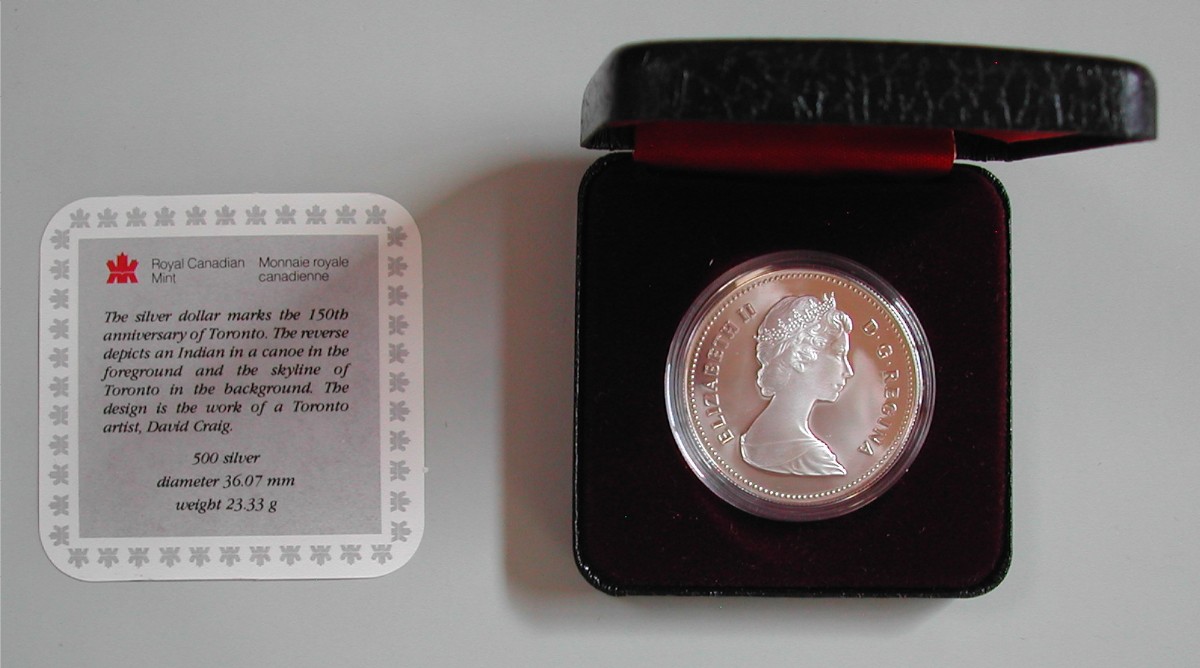 Royal Canadian Mint
Monnaie royale canadienne
The silver dollar marks the 150th
anniversary of Toronto. The reverse
depicts an Indian in a canoe in the
foreground and the skyline of
Toronto in the background. The
design is the work of a Toronto
artist, David Craig.
500 silver
diameter 36.07 mm
weight 23.33 g
ELIZABETH II D·G·REGINA